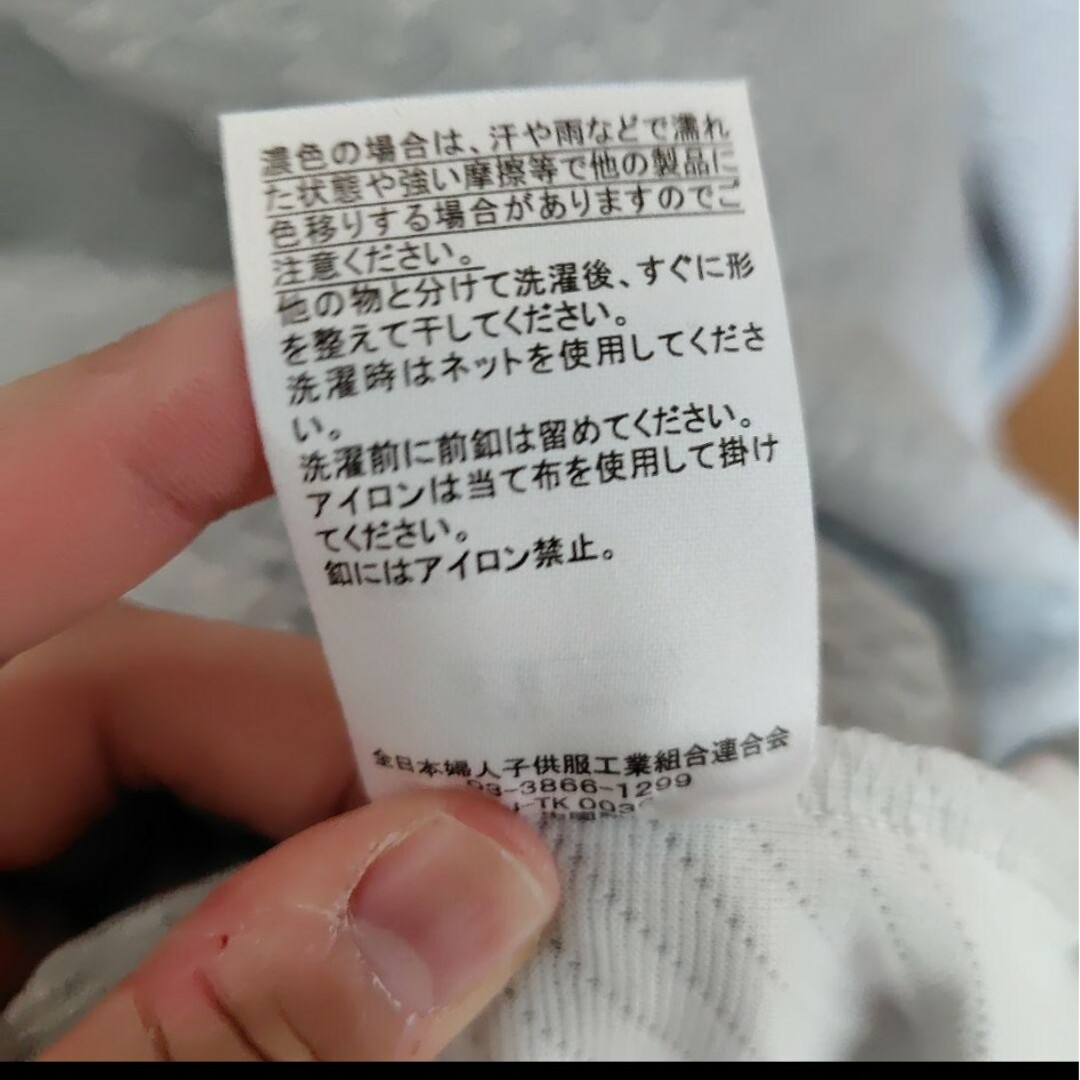 濃色の場合は、汗や雨などで濡れ
た状態や強い摩擦等で他の製品に
色移りする場合がありますのでご
注意ください。
他の物と分けて洗濯後、すぐに形
を整えて干してください。
洗濯時はネットを使用してくださ
い。
洗濯前に前釦は留めてください。
アイロンは当て布を使用して掛け
てください。
釦にはアイロン禁止。
全日本婦人子供服工業組合連合会
03-3866-1299
-TK 003